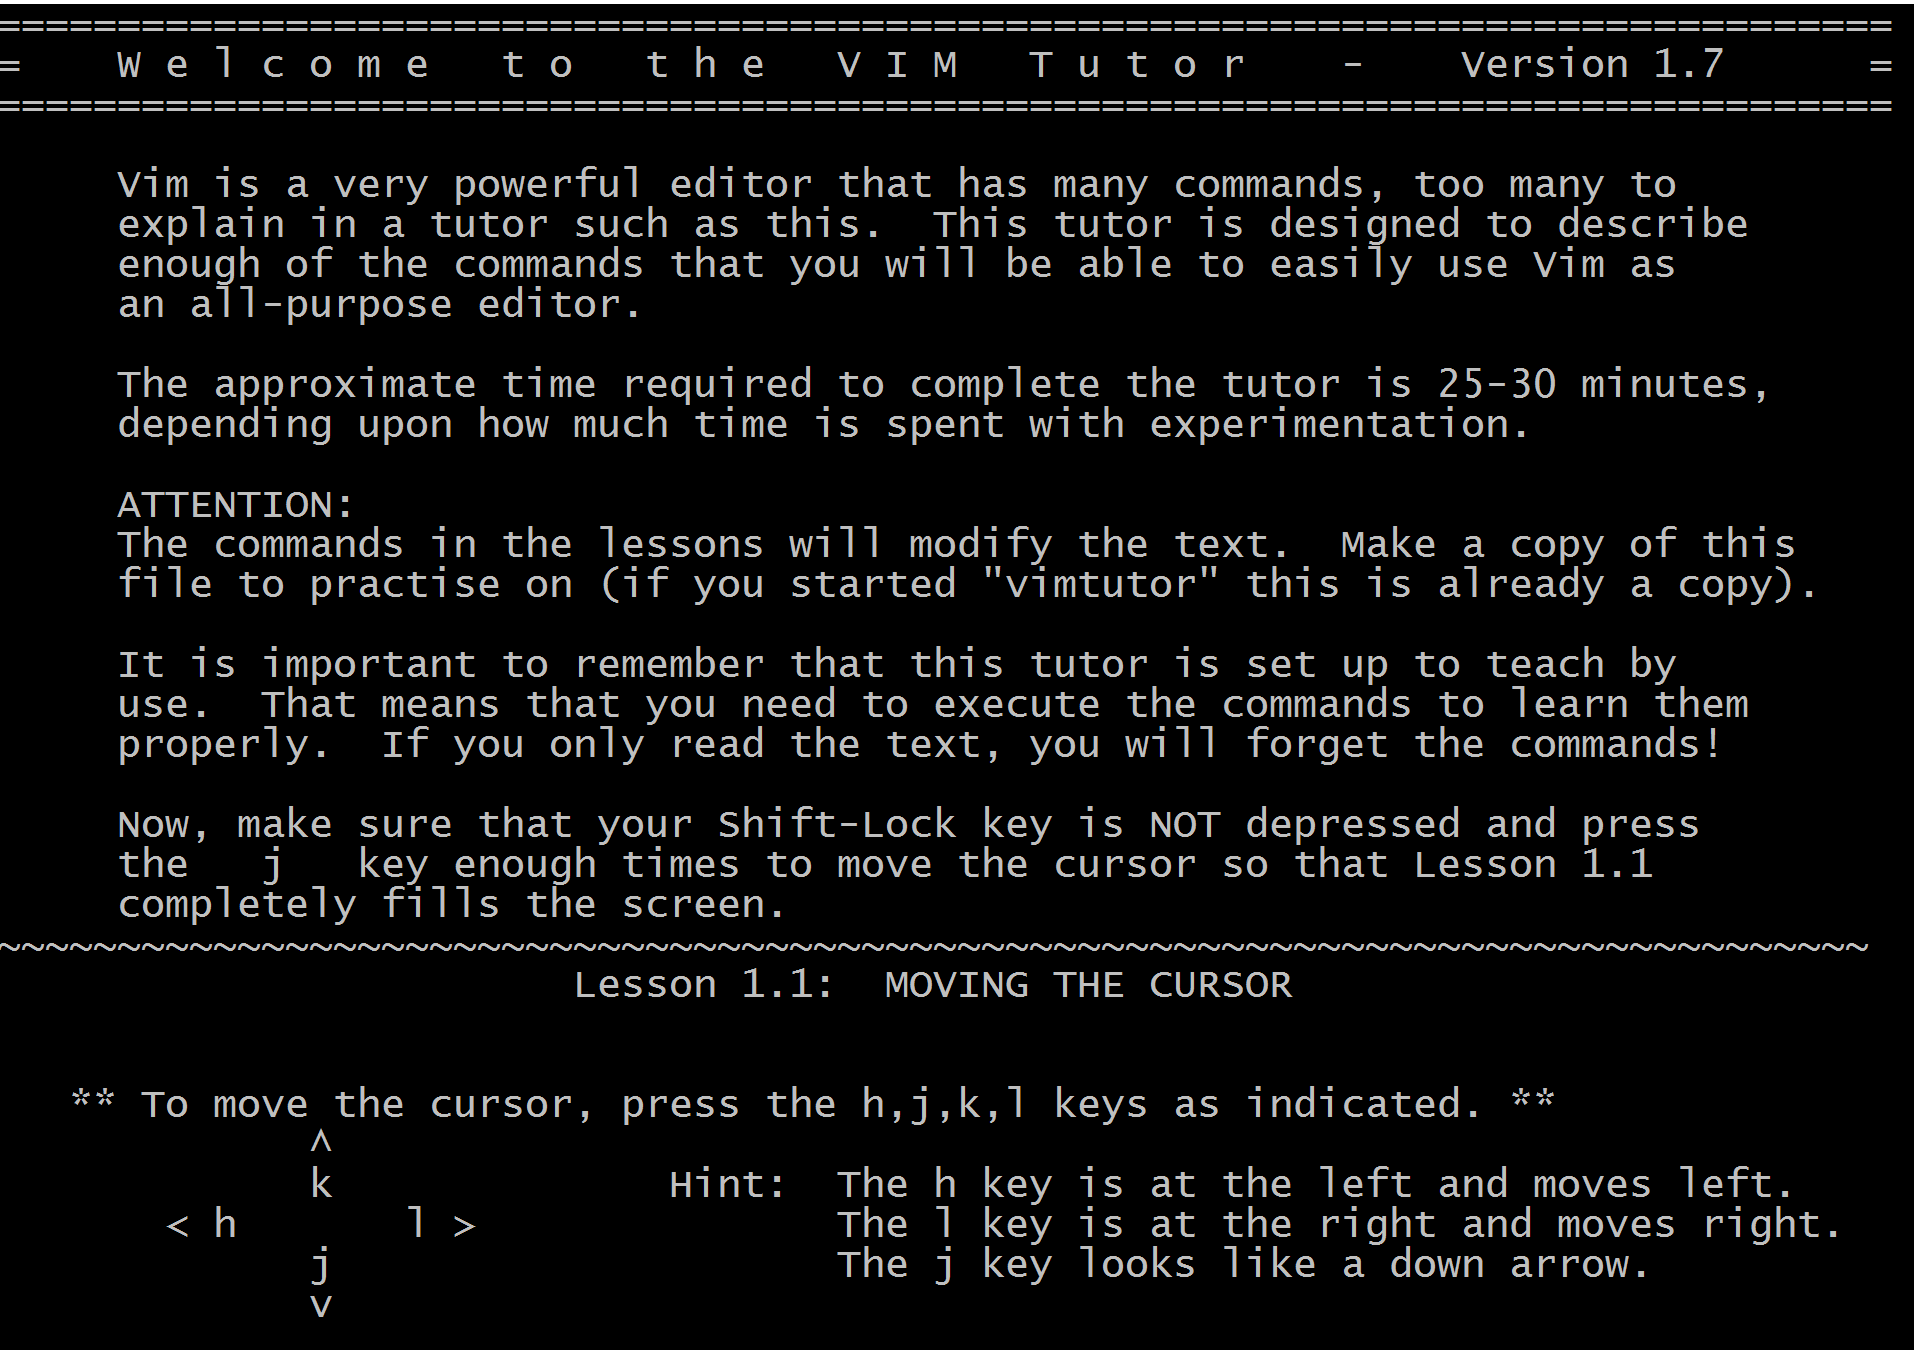 ===============================================================================
=    W e l c o m e   t o   t h e   V I M   T u t o r    -    Version 1.7      =
===============================================================================

     Vim is a very powerful editor that has many commands, too many to
     explain in a tutor such as this.  This tutor is designed to describe
     enough of the commands that you will be able to easily use Vim as
     an all-purpose editor.

     The approximate time required to complete the tutor is 25-30 minutes,
     depending upon how much time is spent with experimentation.

     ATTENTION:
     The commands in the lessons will modify the text.  Make a copy of this
     file to practise on (if you started "vimtutor" this is already a copy).

     It is important to remember that this tutor is set up to teach by
     use.  That means that you need to execute the commands to learn them
     properly.  If you only read the text, you will forget the commands!

     Now, make sure that your Shift-Lock key is NOT depressed and press
     the   j   key enough times to move the cursor so that Lesson 1.1
     completely fills the screen.
~~~~~~~~~~~~~~~~~~~~~~~~~~~~~~~~~~~~~~~~~~~~~~~~~~~~~~~~~~~~~~~~~~~~~~~~~~~~~~
                        Lesson 1.1:  MOVING THE CURSOR


   ** To move the cursor, press the h,j,k,l keys as indicated. **
             ^
             k              Hint:  The h key is at the left and moves left.
       < h       l >               The l key is at the right and moves right.
             j                     The j key looks like a down arrow.
             v